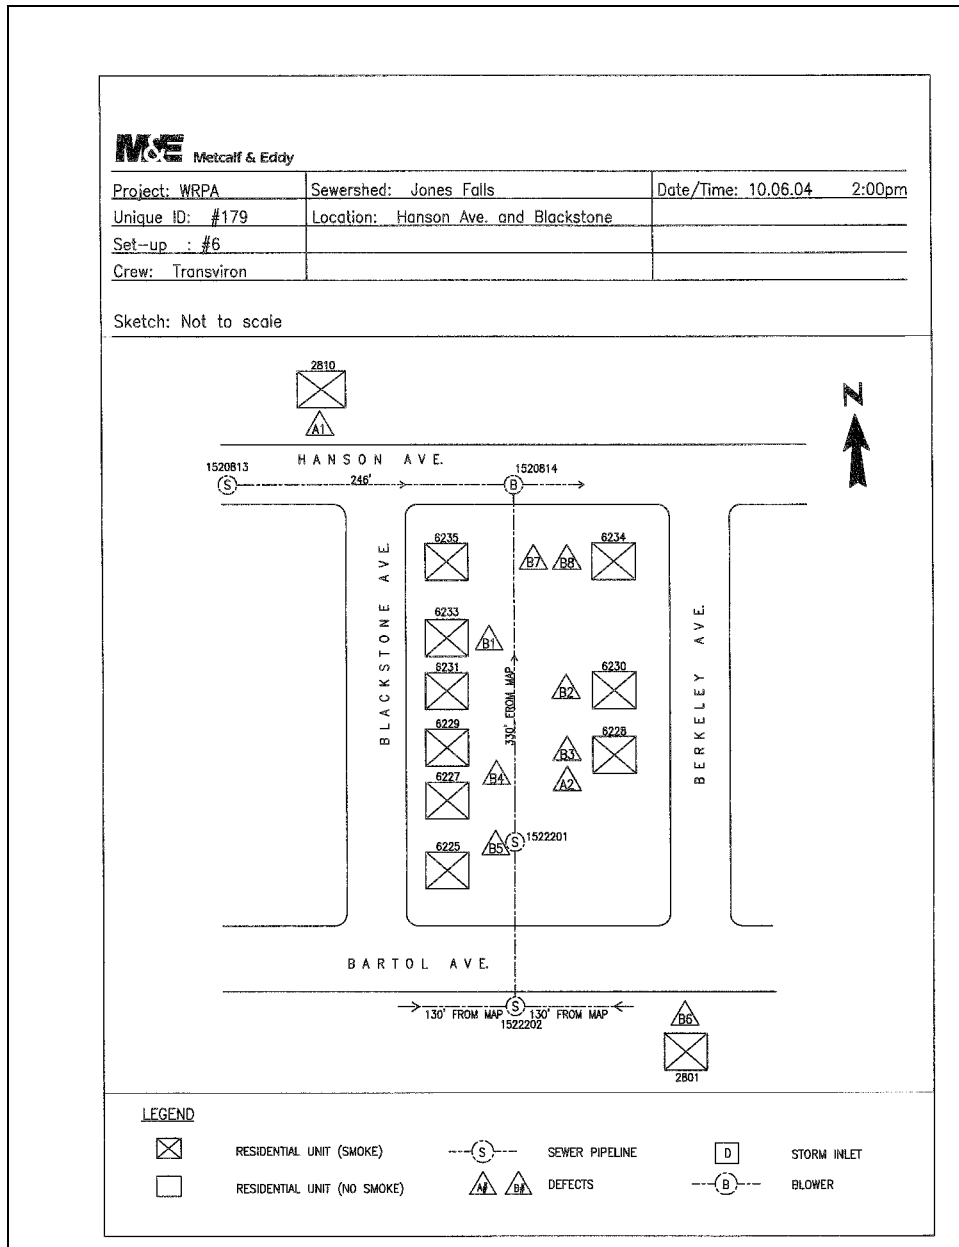 M&E Metcalf & Eddy
Project: WRPA Sewershed: Jones Falls Date/Time: 10.06.04 2:00pm
Unique ID: #179 Location: Hanson Ave. and Blackstone
Set-up : #6
Crew: Transviron
Sketch: Not to scale
2810
A1
N
HANSON AVE.
1520813 1520814
S 246' B
6235 6234
B7 B8
BLACKSTONE AVE.
BERKELEY AVE.
6233
B1
6231 6230
B2
330' FROM MAP
6229 6228
B3
B4 A2
6227
B5 S 1522201
6225
BARTOL AVE.
130' FROM MAP S 130' FROM MAP
1522202
B6
2801
LEGEND
RESIDENTIAL UNIT (SMOKE) S SEWER PIPELINE D STORM INLET
RESIDENTIAL UNIT (NO SMOKE) A# B# DEFECTS B BLOWER